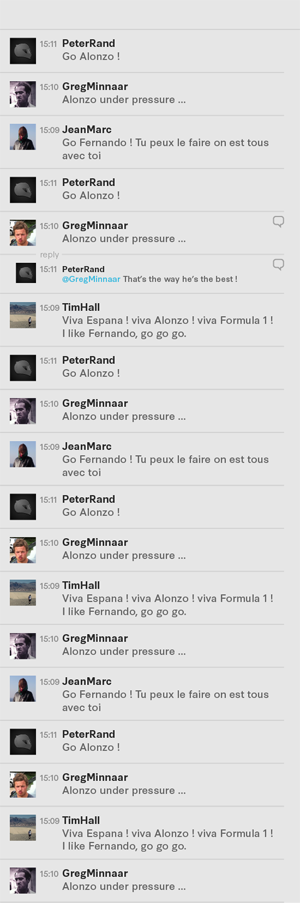 15:11 PeterRand
Go Alonzo !
15:10 GregMinnaar
Alonzo under pressure ...
15:09 JeanMarc
Go Fernando ! Tu peux le faire on est tous
avec toi
15:11 PeterRand
Go Alonzo !
15:10 GregMinnaar
Alonzo under pressure ...
reply
15:11 PeterRand
@GregMinnaar That's the way he's the best !
15:09 TimHall
Viva Espana ! viva Alonzo ! viva Formula 1 !
I like Fernando, go go go.
15:11 PeterRand
Go Alonzo !
15:10 GregMinnaar
Alonzo under pressure ...
15:09 JeanMarc
Go Fernando ! Tu peux le faire on est tous
avec toi
15:11 PeterRand
Go Alonzo !
15:10 GregMinnaar
Alonzo under pressure ...
15:09 TimHall
Viva Espana ! viva Alonzo ! viva Formula 1 !
I like Fernando, go go go.
15:10 GregMinnaar
Alonzo under pressure ...
15:09 JeanMarc
Go Fernando ! Tu peux le faire on est tous
avec toi
15:11 PeterRand
Go Alonzo !
15:10 GregMinnaar
Alonzo under pressure ...
15:09 TimHall
Viva Espana ! viva Alonzo ! viva Formula 1 !
I like Fernando, go go go.
15:10 GregMinnaar
Alonzo under pressure ...